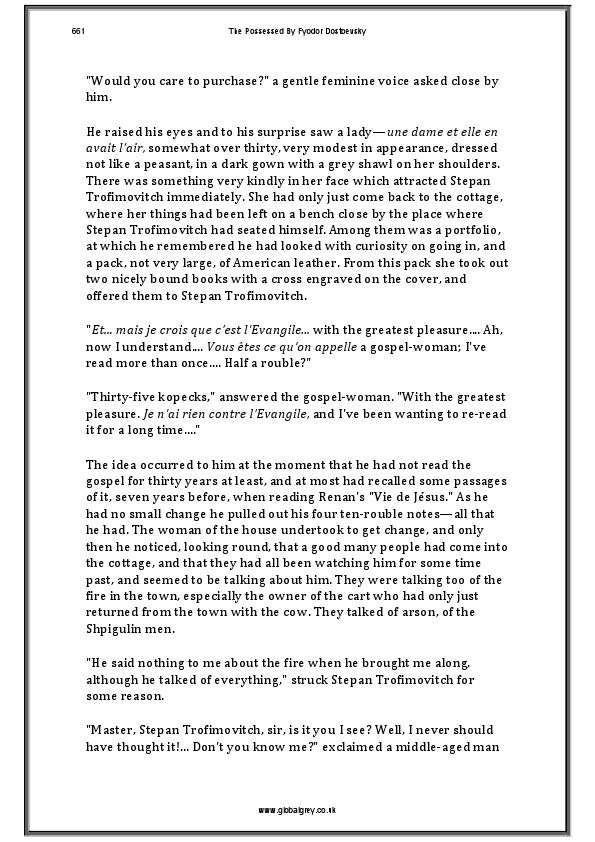 661
The Possessed By Fyodor Dostoevsky
"Would you care to purchase?" a gentle feminine voice asked close by
him.
He raised his eyes and to his surprise saw a lady—une dame et elle en
avait l'air, somewhat over thirty, very modest in appearance, dressed
not like a peasant, in a dark gown with a grey shawl on her shoulders.
There was something very kindly in her face which attracted Stepan
Trofimovitch immediately. She had only just come back to the cottage,
where her things had been left on a bench close by the place where
Stepan Trofimovitch had seated himself. Among them was a portfolio,
at which he remembered he had looked with curiosity on going in, and
a pack, not very large, of American leather. From this pack she took out
two nicely bound books with a cross engraved on the cover, and
offered them to Stepan Trofimovitch.
"Et... mais je crois que c'est l'Evangile... with the greatest pleasure.... Ah,
now I understand.... Vous êtes ce qu'on appelle a gospel-woman; I've
read more than once.... Half a rouble?"
"Thirty-five kopecks," answered the gospel-woman. "With the greatest
pleasure. Je n'ai rien contre l'Evangile, and I've been wanting to re-read
it for a long time...."
The idea occurred to him at the moment that he had not read the
gospel for thirty years at least, and at most had recalled some passages
of it, seven years before, when reading Renan's "Vie de Jésus." As he
had no small change he pulled out his four ten-rouble notes—all that
he had. The woman of the house undertook to get change, and only
then he noticed, looking round, that a good many people had come into
the cottage, and that they had all been watching him for some time
past, and seemed to be talking about him. They were talking too of the
fire in the town, especially the owner of the cart who had only just
returned from the town with the cow. They talked of arson, of the
Shpigulin men.
"He said nothing to me about the fire when he brought me along,
although he talked of everything," struck Stepan Trofimovitch for
some reason.
"Master, Stepan Trofimovitch, sir, is it you I see? Well, I never should
have thought it!... Don't you know me?" exclaimed a middle-aged man
www.globalgrey.co.uk